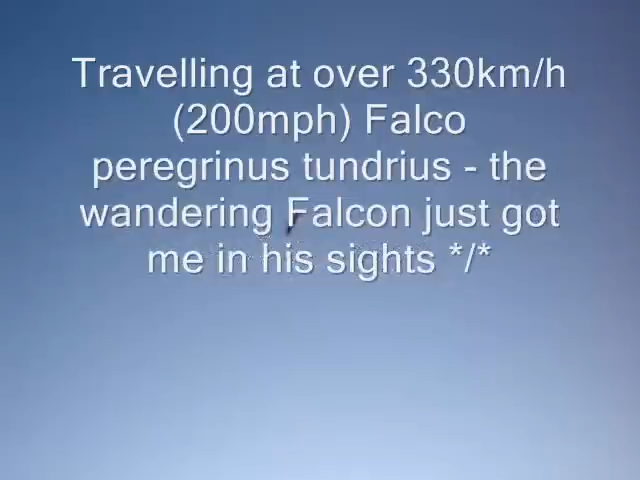 Travelling at over 330km/h
(200mph) Falco
peregrinus tundrius - the
wandering Falcon just got
me in his sights */*